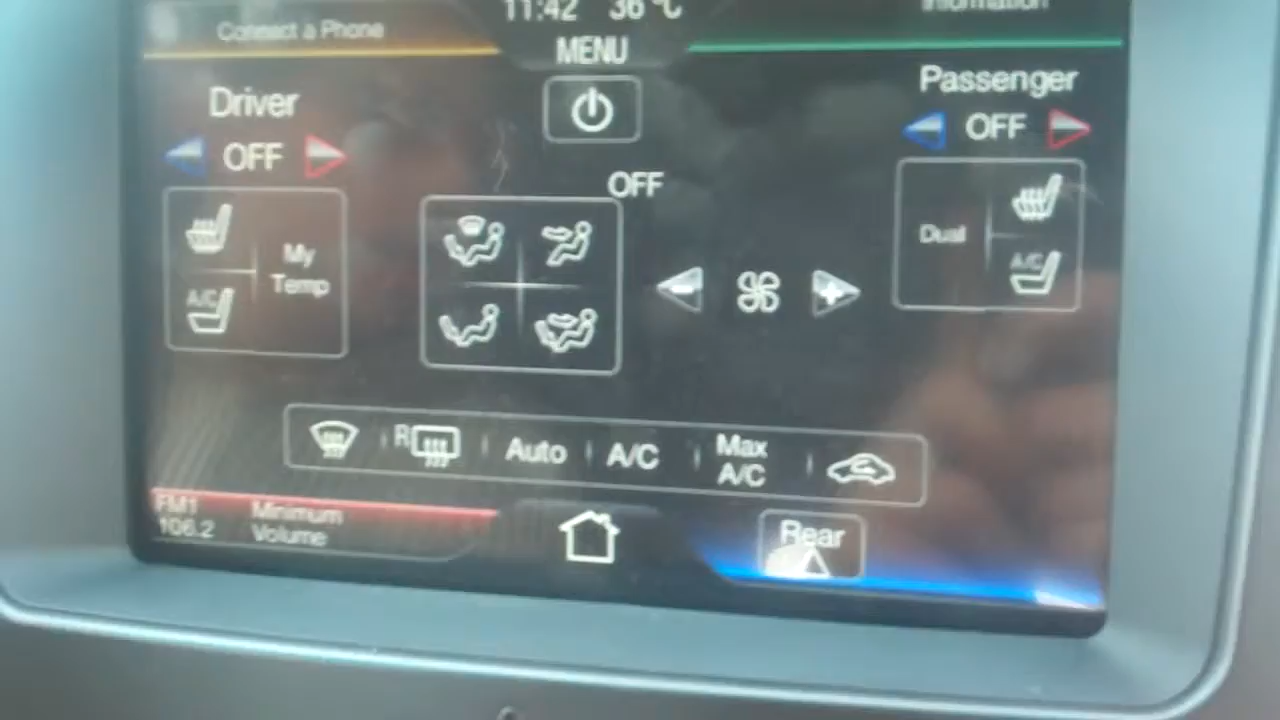 11:42 36°C
Connect a Phone
Information
MENU
Driver
OFF
Passenger
OFF
OFF
My
Temp
A/C
Dual
A/C
R
Auto
A/C
Max
A/C
FM1
106.2
Minimum
Volume
Rear